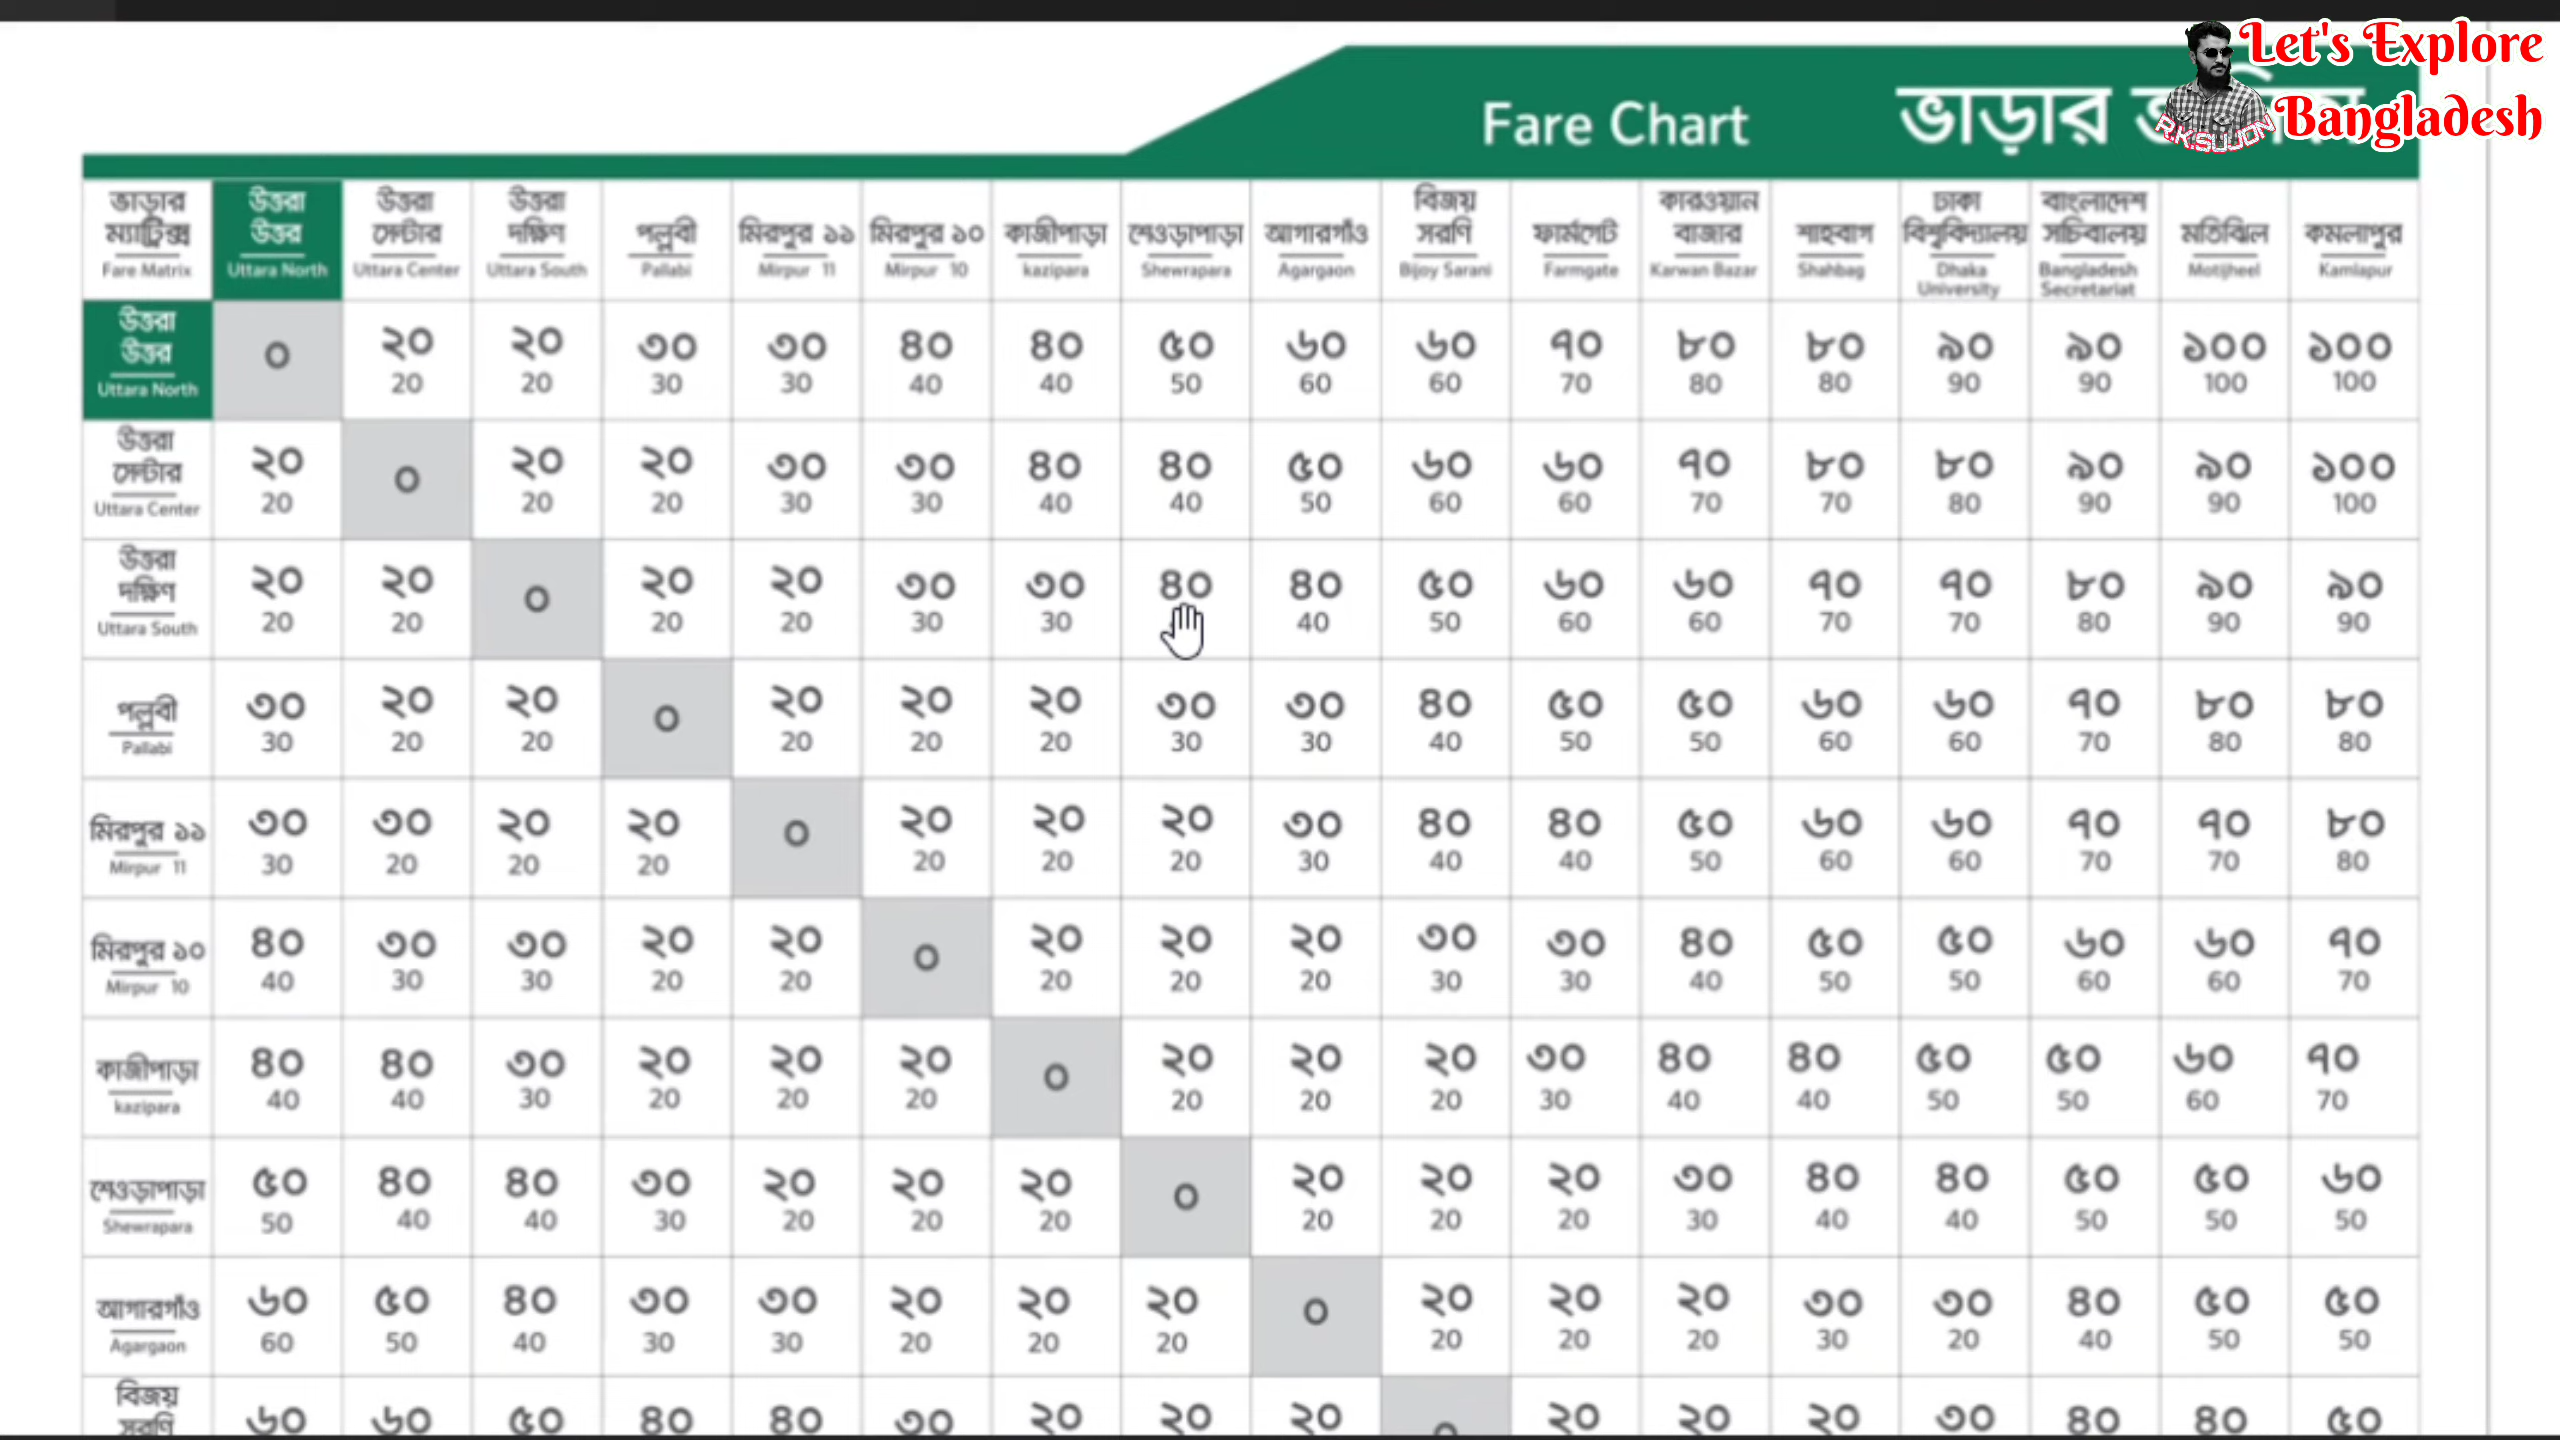 Let's Explore
Bangladesh
R.K.SUJON
Fare Chart ভাড়ার
ভাড়ার ম্যাট্রিক্স Fare Matrix
উত্তরা উত্তর Uttara North
উত্তরা সেন্টার Uttara Center
উত্তরা দক্ষিণ Uttara South
পল্লবী Pallabi
মিরপুর ১১ Mirpur 11
মিরপুর ১০ Mirpur 10
কাজীপাড়া kazipara
শেওড়াপাড়া Shewrapara
আগারগাঁও Agargaon
বিজয় সরণি Bijoy Sarani
ফার্মগেট Farmgate
কারওয়ান বাজার Karwan Bazar
শাহবাগ Shahbag
ঢাকা বিশ্ববিদ্যালয় Dhaka University
বাংলাদেশ সচিবালয় Bangladesh Secretariat
মতিঝিল Motijheel
কমলাপুর Kamlapur
উত্তরা উত্তর ০ ২০ ২০ ৩০ ৩০ ৪০ ৪০ ৫০ ৬০ ৬০ ৭০ ৮০ ৮০ ৯০ ৯০ ১০০ ১০০
Uttara North 20 20 30 30 40 40 50 60 60 70 80 80 90 90 100 100
উত্তরা সেন্টার ২০ ০ ২০ ২০ ৩০ ৩০ ৪০ ৪০ ৫০ ৬০ ৬০ ৭০ ৮০ ৮০ ৯০ ৯০ ১০০
Uttara Center 20 20 20 30 30 40 40 50 60 60 70 70 80 90 90 100
উত্তরা দক্ষিণ ২০ ২০ ০ ২০ ২০ ৩০ ৩০ ৪০ ৪০ ৫০ ৬০ ৬০ ৭০ ৭০ ৮০ ৯০ ৯০
Uttara South 20 20 20 20 30 30 40 50 60 60 70 70 80 90 90
পল্লবী ৩০ ২০ ২০ ০ ২০ ২০ ২০ ৩০ ৩০ ৪০ ৫০ ৫০ ৬০ ৬০ ৭০ ৮০ ৮০
Pallabi 30 20 20 20 20 20 30 30 40 50 50 60 60 70 80 80
মিরপুর ১১ ৩০ ৩০ ২০ ২০ ০ ২০ ২০ ২০ ৩০ ৪০ ৪০ ৫০ ৬০ ৬০ ৭০ ৭০ ৮০
Mirpur 11 30 20 20 20 20 20 20 30 40 40 50 60 60 70 70 80
মিরপুর ১০ ৪০ ৩০ ৩০ ২০ ২০ ০ ২০ ২০ ২০ ৩০ ৩০ ৪০ ৫০ ৫০ ৬০ ৬০ ৭০
Mirpur 10 40 30 30 20 20 20 20 20 30 30 40 50 50 60 60 70
কাজীপাড়া ৪০ ৪০ ৩০ ২০ ২০ ২০ ০ ২০ ২০ ২০ ৩০ ৪০ ৪০ ৫০ ৫০ ৬০ ৭০
kazipara 40 40 30 20 20 20 20 20 20 30 40 40 50 50 60 70
শেওড়াপাড়া ৫০ ৪০ ৪০ ৩০ ২০ ২০ ২০ ০ ২০ ২০ ২০ ৩০ ৪০ ৪০ ৫০ ৫০ ৬০
Shewrapara 50 40 40 30 20 20 20 20 20 20 30 40 40 50 50 50
আগারগাঁও ৬০ ৫০ ৪০ ৩০ ৩০ ২০ ২০ ২০ ০ ২০ ২০ ২০ ৩০ ৩০ ৪০ ৫০ ৫০
Agargaon 60 50 40 30 30 20 20 20 20 20 20 30 20 40 50 50
বিজয় সরণি ৬০ ৬০ ৫০ ৪০ ৪০ ৩০ ২০ ২০ ২০ ০ ২০ ২০ ২০ ৩০ ৪০ ৪০ ৫০